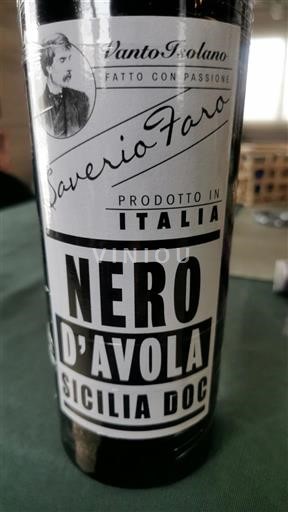 Vanto Isolano
FATTO CON PASSIONE
Saverio Faro
PRODOTTO IN
ITALIA
VINIOU
NERO
D'AVOLA
SICILIA DOC